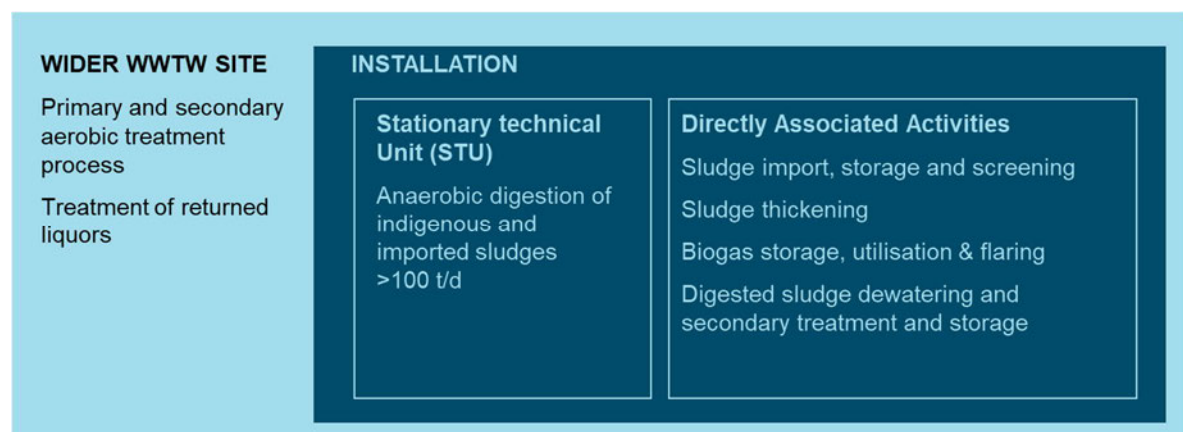 WIDER WWTW SITE
Primary and secondary
aerobic treatment
process
Treatment of returned
liquors
INSTALLATION
Stationary technical
Unit (STU)
Anaerobic digestion of
indigenous and
imported sludges
>100 t/d
Directly Associated Activities
Sludge import, storage and screening
Sludge thickening
Biogas storage, utilisation & flaring
Digested sludge dewatering and
secondary treatment and storage